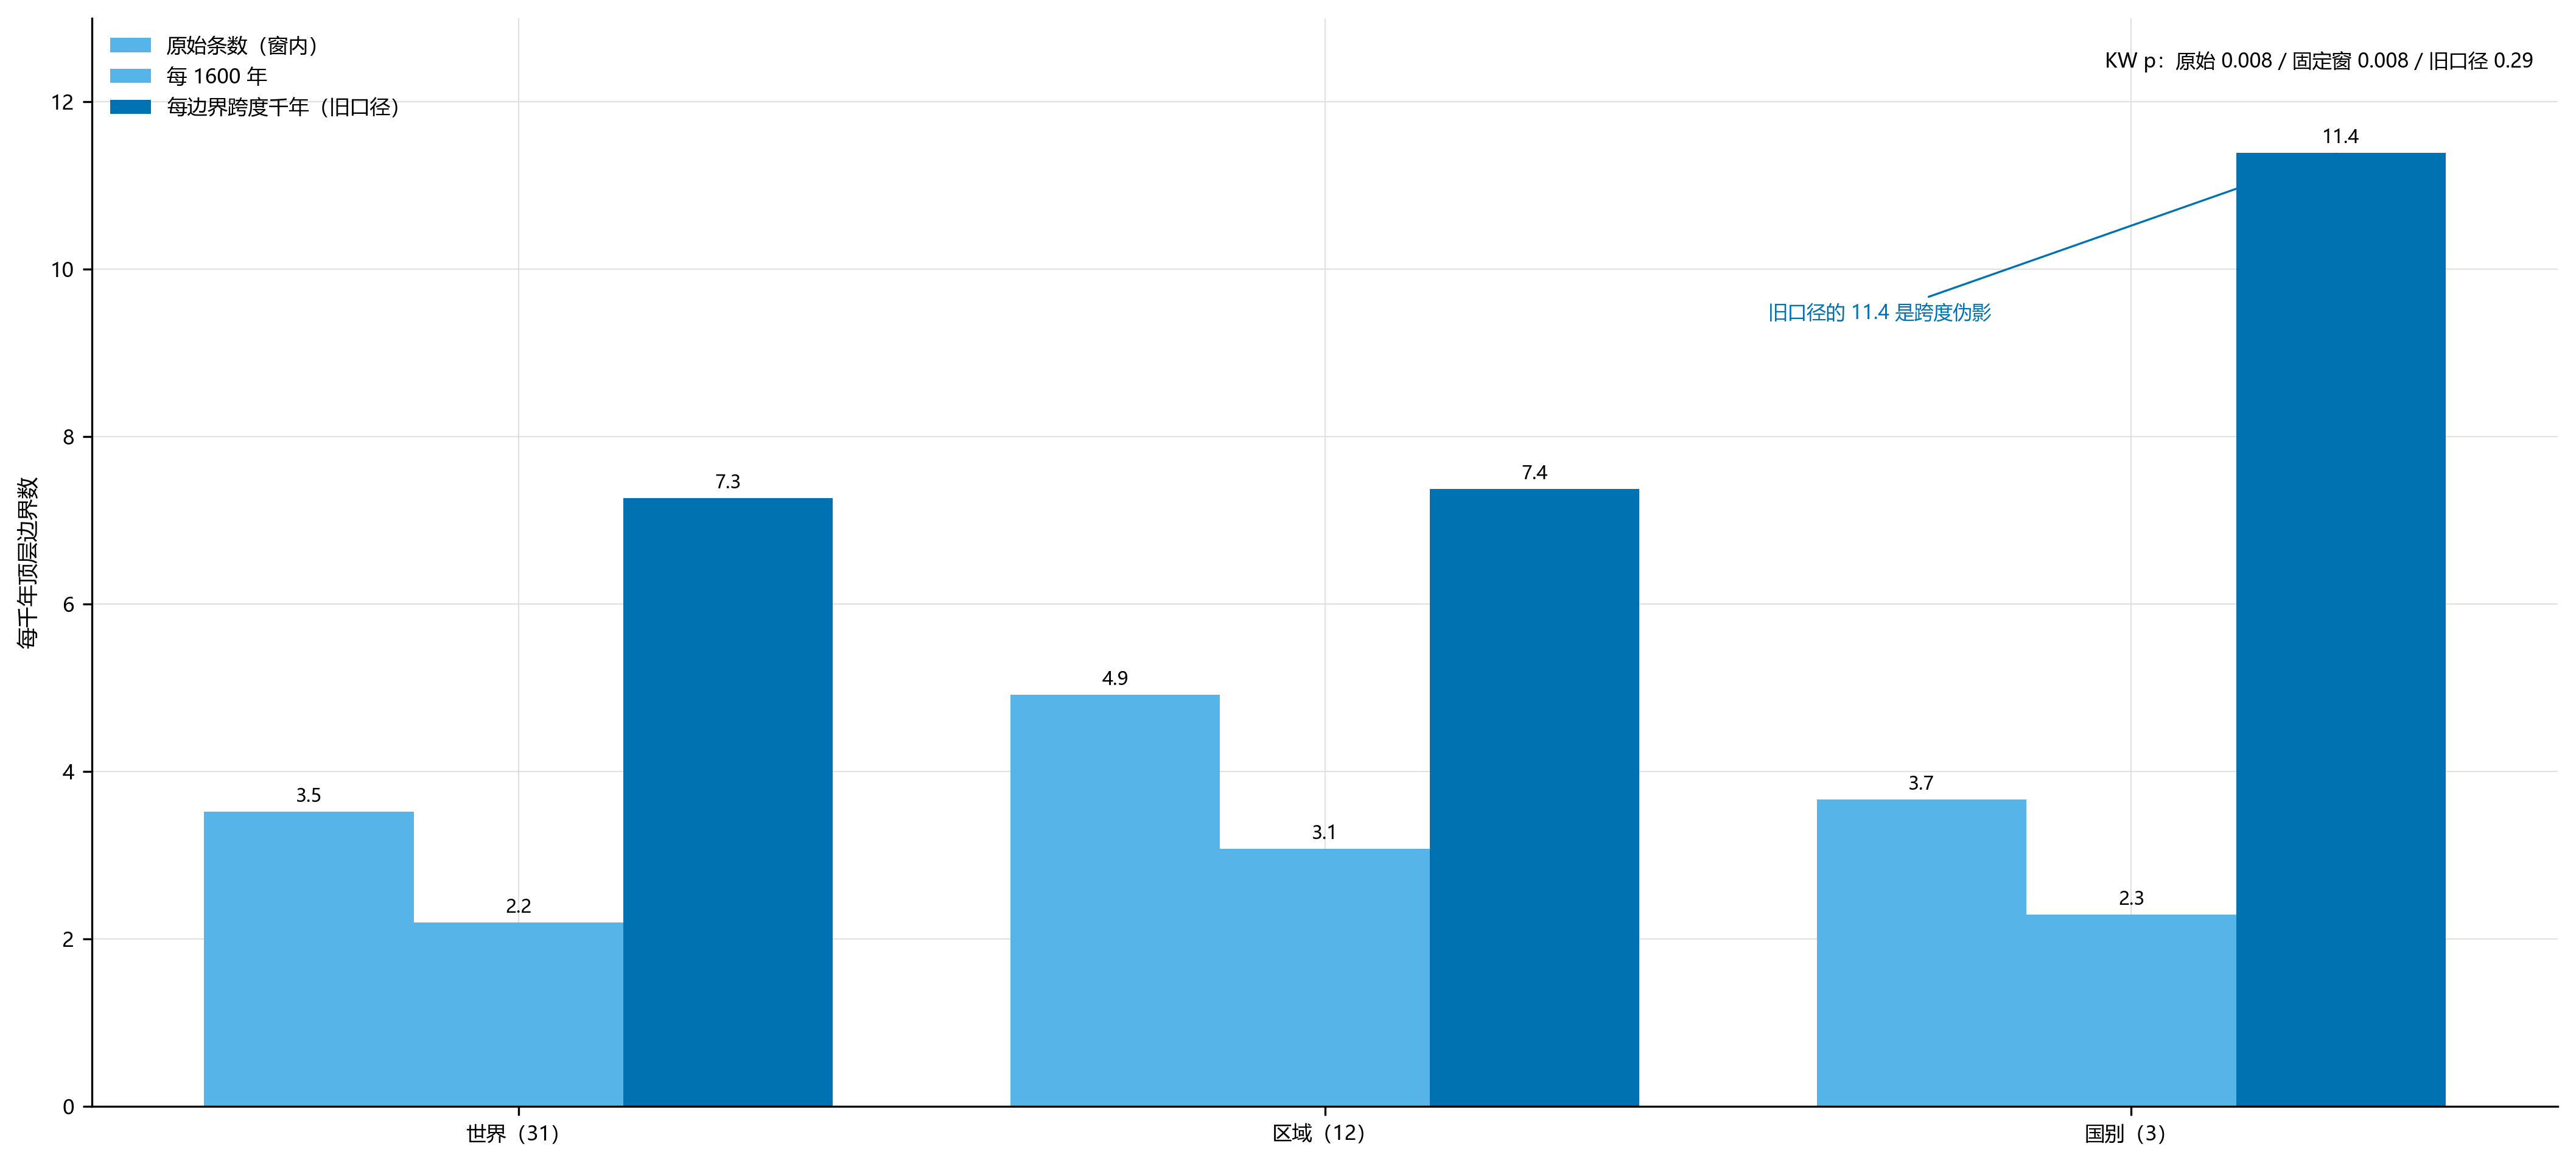 原始条数（窗内）
每 1600 年
每边界跨度千年（旧口径）
KW p：原始 0.008 / 固定窗 0.008 / 旧口径 0.29
12
10
8
6
4
2
0
每千年顶层边界数
11.4
旧口径的 11.4 是跨度伪影
7.3
7.4
4.9
3.5
3.7
3.1
2.2
2.3
世界（31）
区域（12）
国别（3）